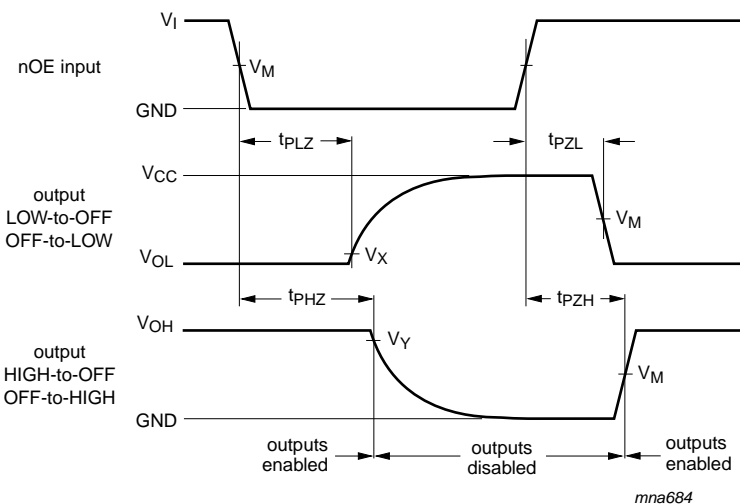 V_I
nOE input
V_M
GND
t_PLZ
t_PZL
V_CC
output
LOW-to-OFF
OFF-to-LOW
V_M
V_OL
V_X
t_PHZ
t_PZH
V_OH
output
HIGH-to-OFF
OFF-to-HIGH
V_Y
V_M
GND
outputs
enabled
outputs
disabled
outputs
enabled
mna684